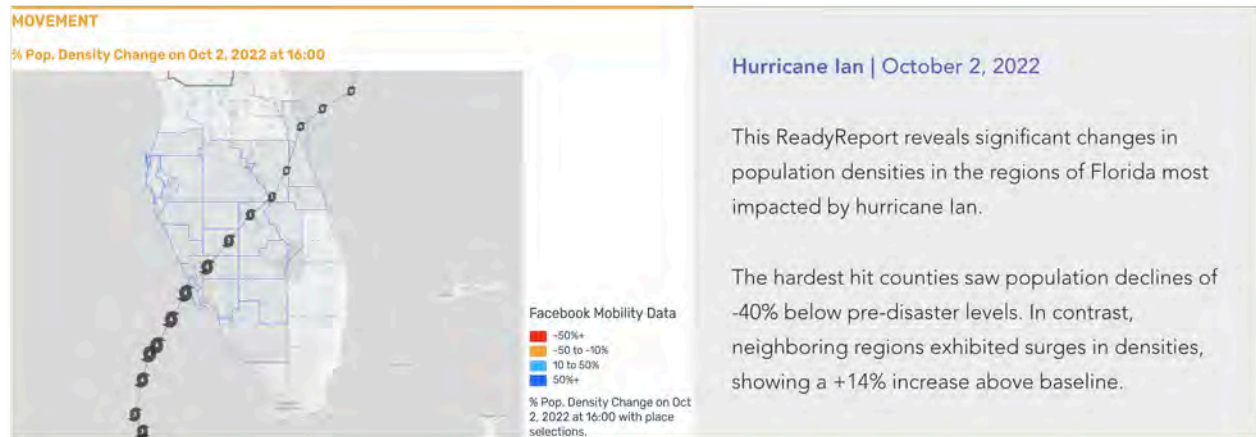 MOVEMENT
% Pop. Density Change on Oct 2, 2022 at 16:00
Facebook Mobility Data
-50%+
-50 to -10%
10 to 50%
50%+
% Pop. Density Change on Oct
2, 2022 at 16:00 with place
selections.
Hurricane Ian | October 2, 2022
This ReadyReport reveals significant changes in
population densities in the regions of Florida most
impacted by hurricane Ian.
The hardest hit counties saw population declines of
-40% below pre-disaster levels. In contrast,
neighboring regions exhibited surges in densities,
showing a +14% increase above baseline.